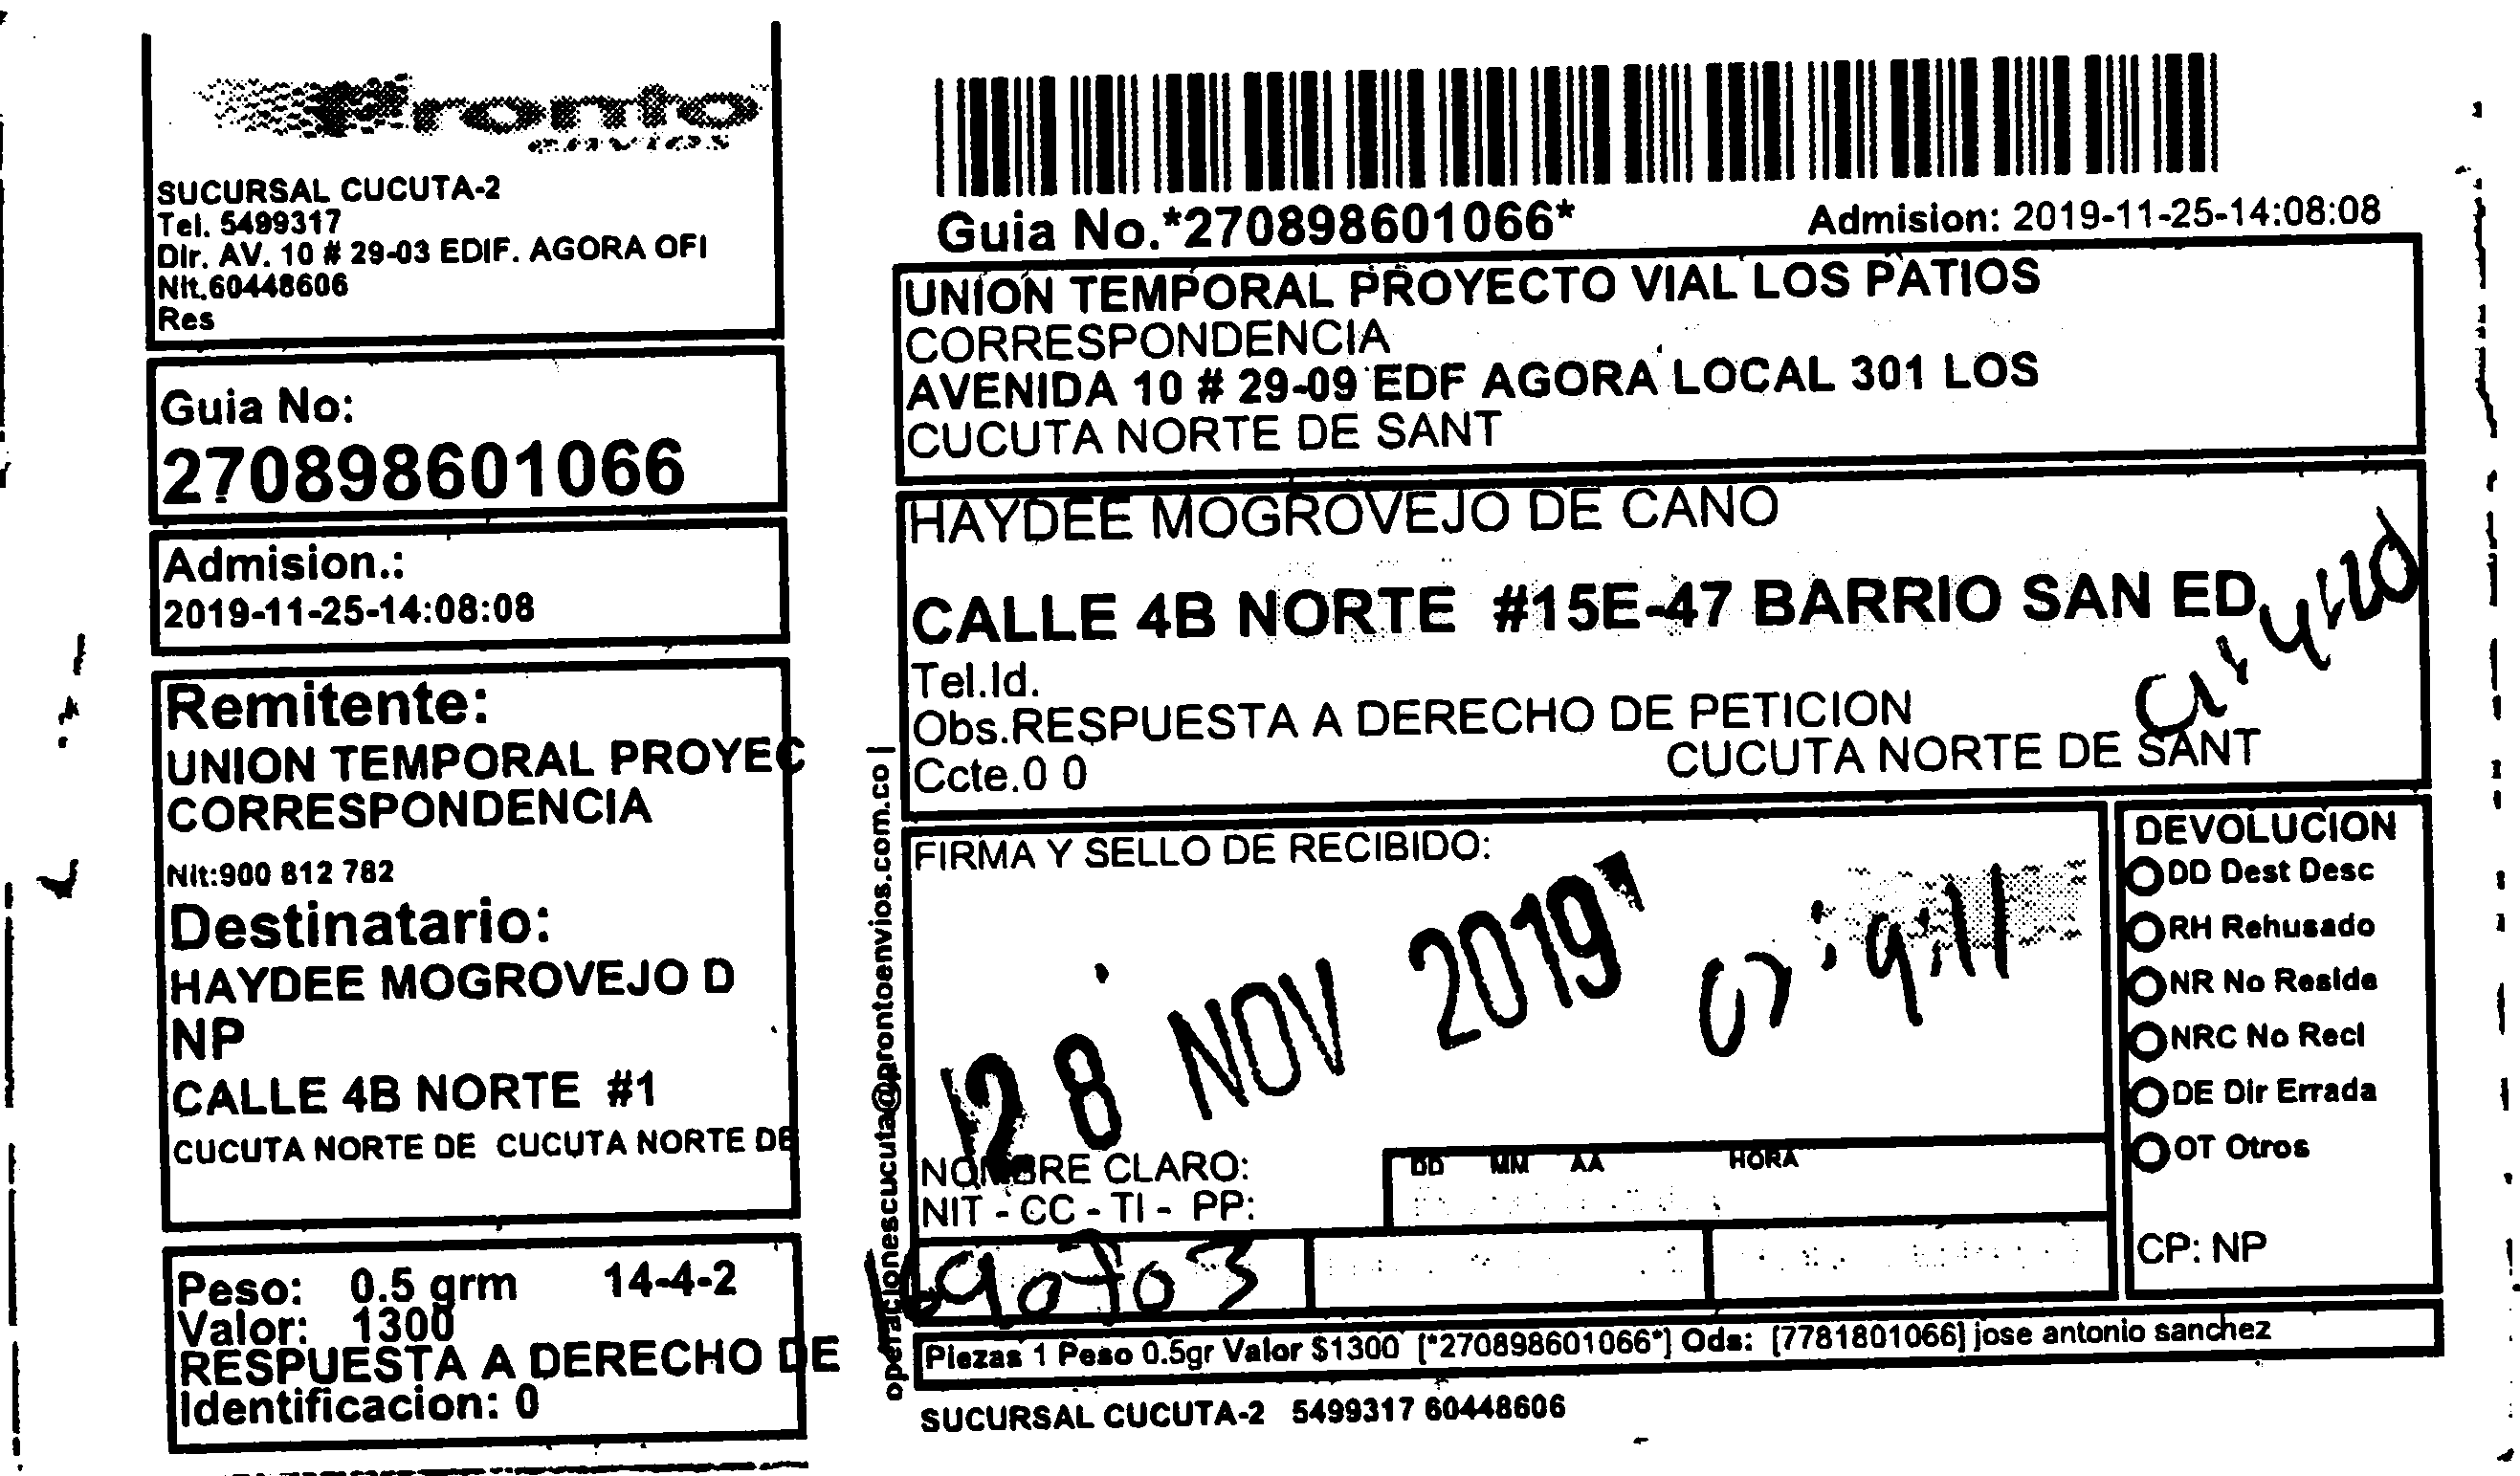 Pronto
envios
SUCURSAL CUCUTA-2
Tel. 5499317
Dir. AV. 10 # 29-03 EDIF. AGORA OFI
Nit.60448606
Res
Guia No:
270898601066
Admision.:
2019-11-25-14:08:08
Remitente:
UNION TEMPORAL PROYEC
CORRESPONDENCIA
Nit:900 812 782
Destinatario:
HAYDEE MOGROVEJO D
NP
CALLE 4B NORTE #1
CUCUTA NORTE DE CUCUTA NORTE DE
Peso: 0.5 grm 14-4-2
Valor: 1300
RESPUESTA A DERECHO DE
Identificacion: 0
operacionescucuta@prontoenvios.com.co |
Guia No.*270898601066*
Admision: 2019-11-25-14:08:08
UNION TEMPORAL PROYECTO VIAL LOS PATIOS
CORRESPONDENCIA
AVENIDA 10 # 29-09 EDF AGORA LOCAL 301 LOS
CUCUTA NORTE DE SANT
HAYDEE MOGROVEJO DE CANO
CALLE 4B NORTE #15E-47 BARRIO SAN ED
Tel.Id.
Obs.RESPUESTA A DERECHO DE PETICION
CUCUTA NORTE DE SANT
Ccte.0 0
FIRMA Y SELLO DE RECIBIDO:
28 NOV 2019
NOMBRE CLARO:
NIT - CC - TI - PP:
DD MM AA HORA
DEVOLUCION
DD Dest Desc
RH Rehusado
NR No Reside
NRC No Recl
DE Dir Errada
OT Otros
CP: NP
Piezas 1 Peso 0.5gr Valor $1300 [*270898601066*] Ods: [7781801066] jose antonio sanchez
SUCURSAL CUCUTA-2 5499317 60448606